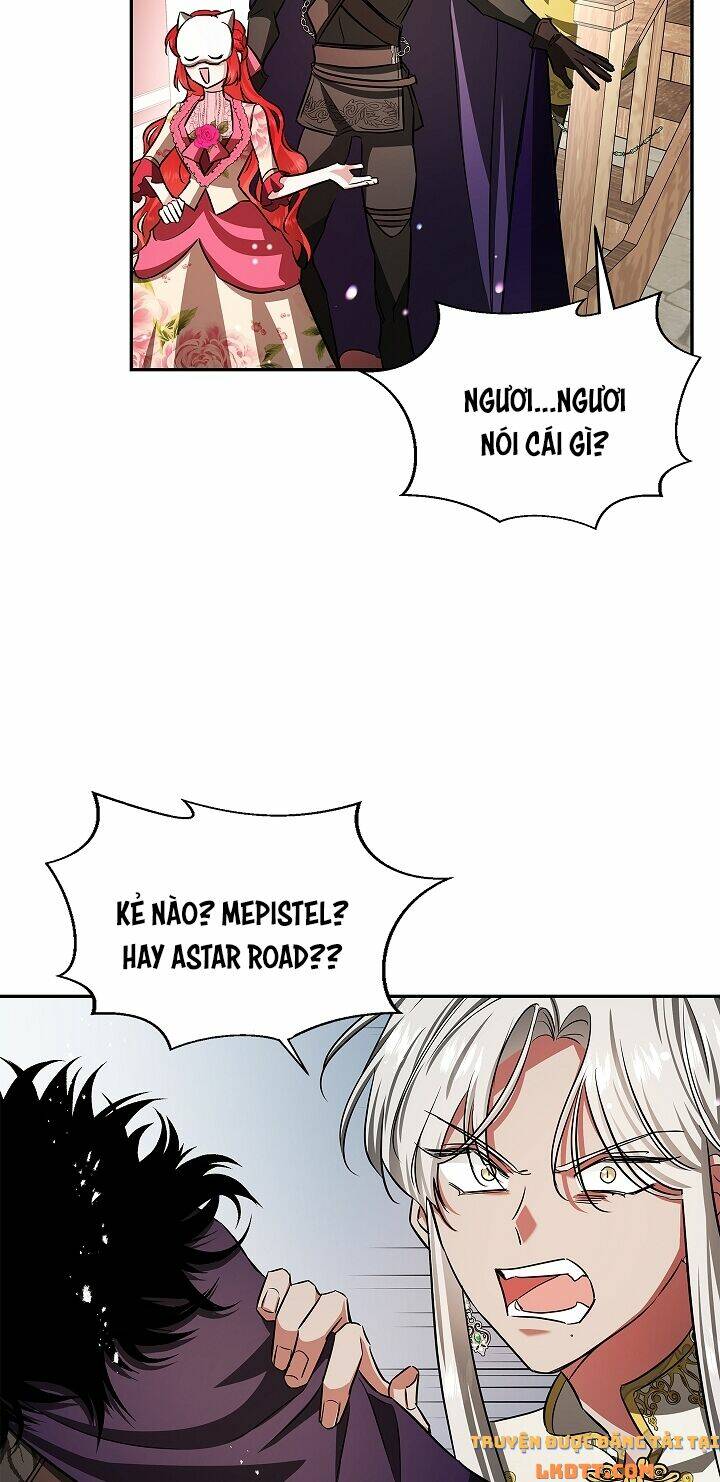 NGƯƠI...NGƯƠI
NÓI CÁI GÌ?
KẺ NÀO? MEPISTEL?
HAY ASTAR ROAD??
TRUYỆN ĐƯỢC ĐĂNG TẢI TẠI
LKDTT.COM